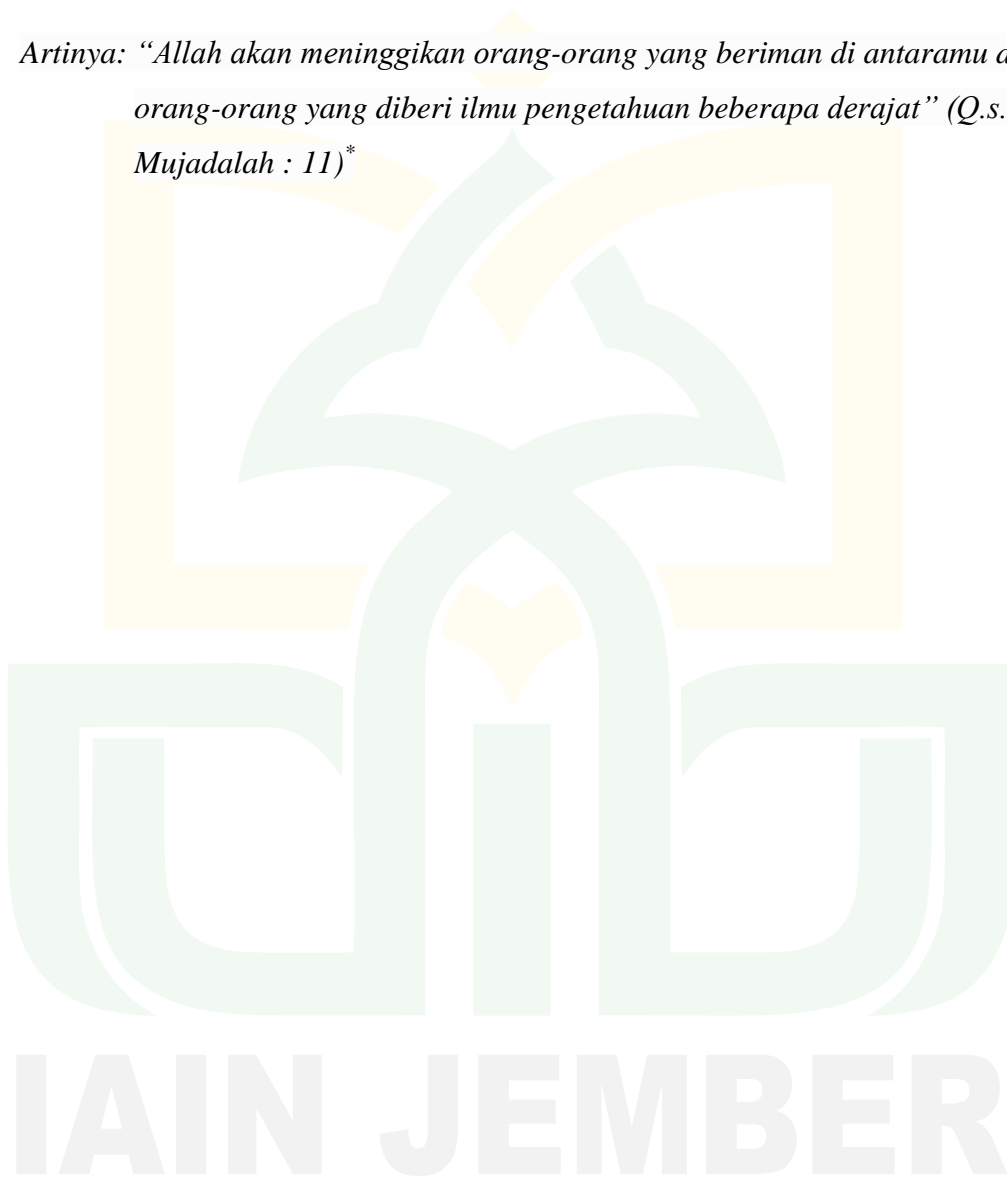 Artinya: “Allah akan meninggikan orang-orang yang beriman di antaramu
orang-orang yang diberi ilmu pengetahuan beberapa derajat” (Q.s.
Mujadalah : 11)*
IAIN JEMBER